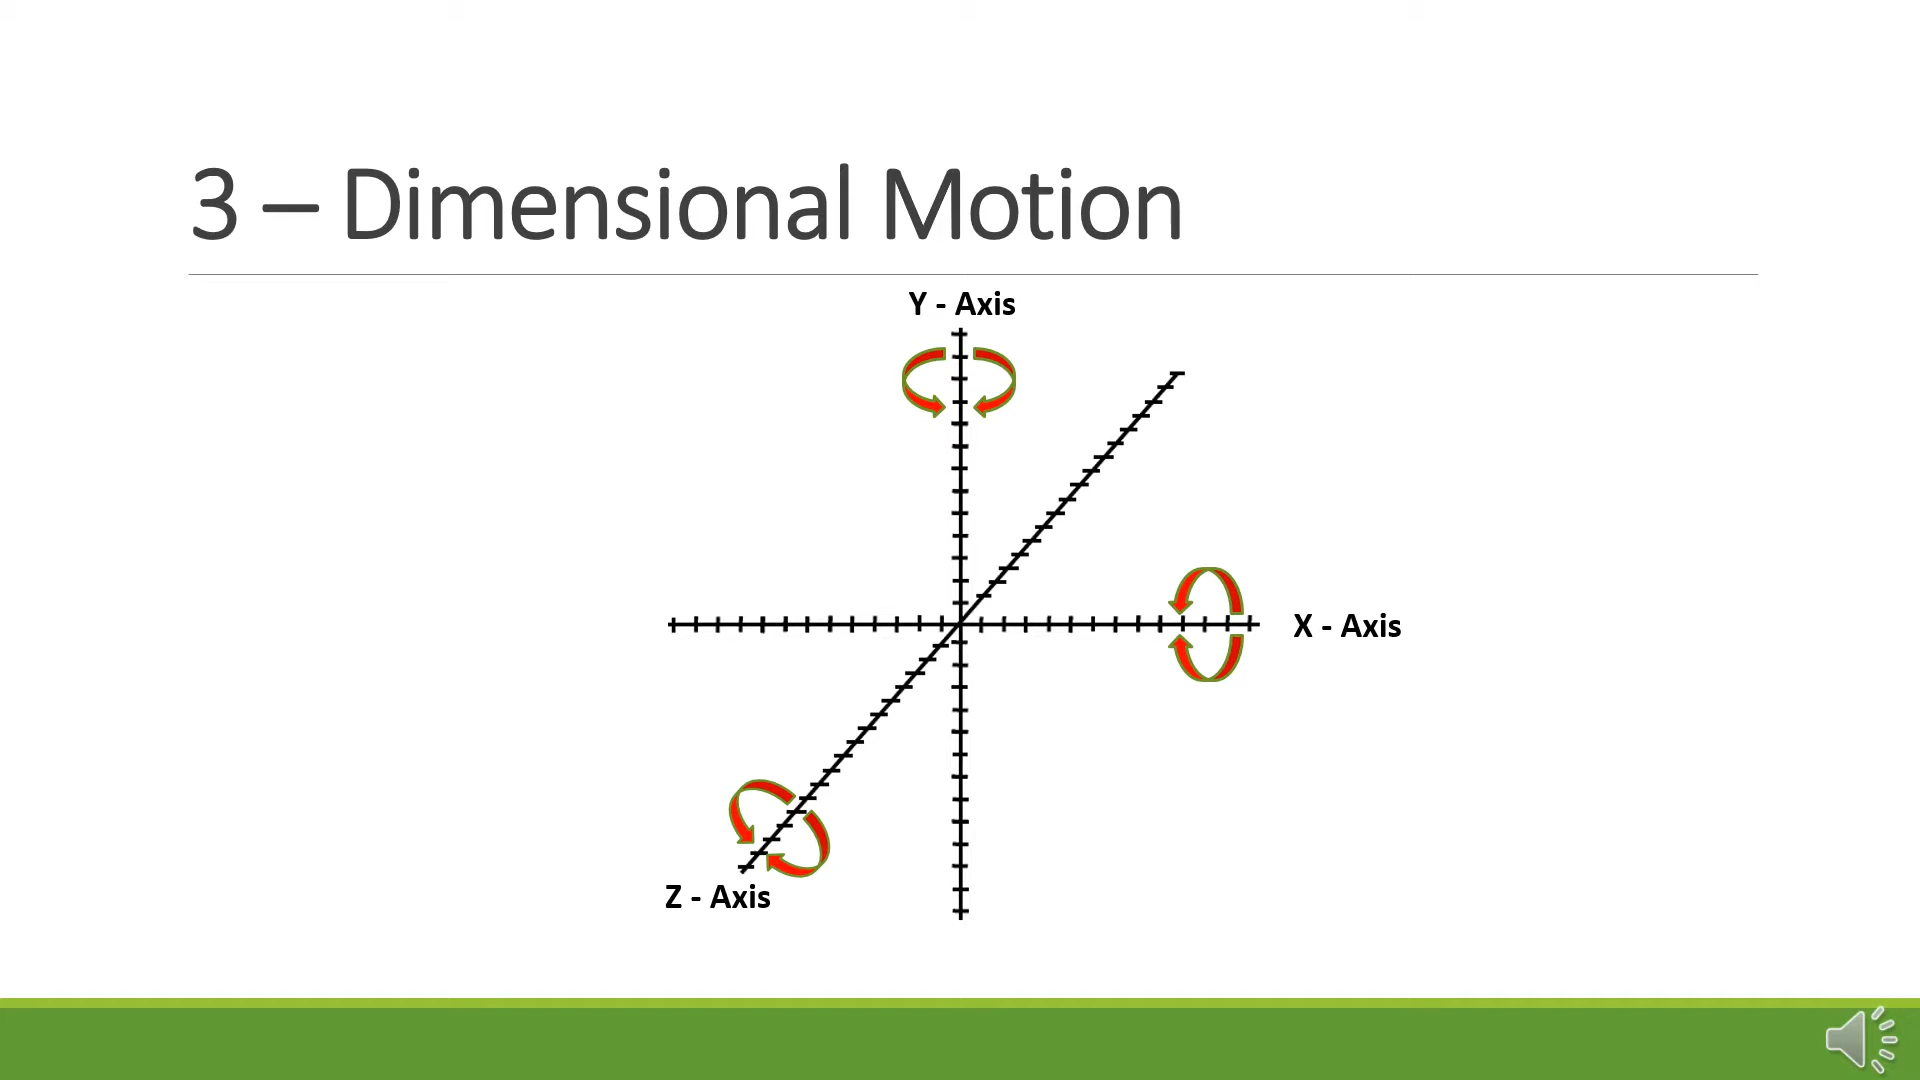 3 – Dimensional Motion
Y - Axis
X - Axis
Z - Axis